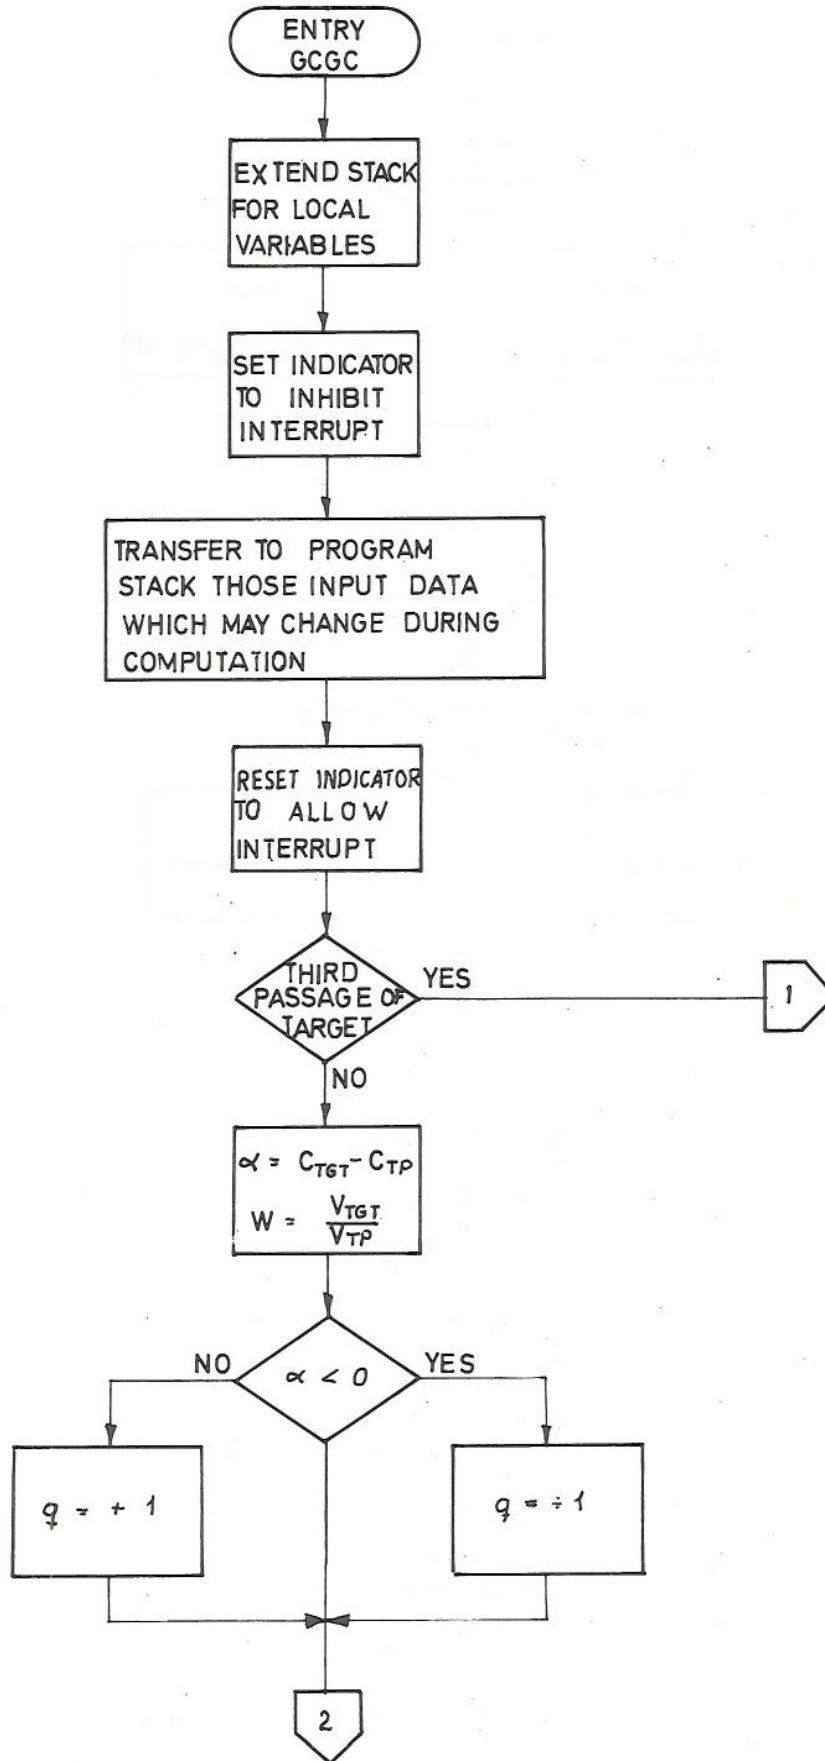 ENTRY
GCGC
EXTEND STACK
FOR LOCAL
VARIABLES
SET INDICATOR
TO INHIBIT
INTERRUPT
TRANSFER TO PROGRAM
STACK THOSE INPUT DATA
WHICH MAY CHANGE DURING
COMPUTATION
RESET INDICATOR
TO ALLOW
INTERRUPT
THIRD
PASSAGE OF
TARGET
YES
1
NO
α = C_TGT - C_TP
W = V_TGT / V_TP
NO
α < 0
YES
q = + 1
q = ÷ 1
2